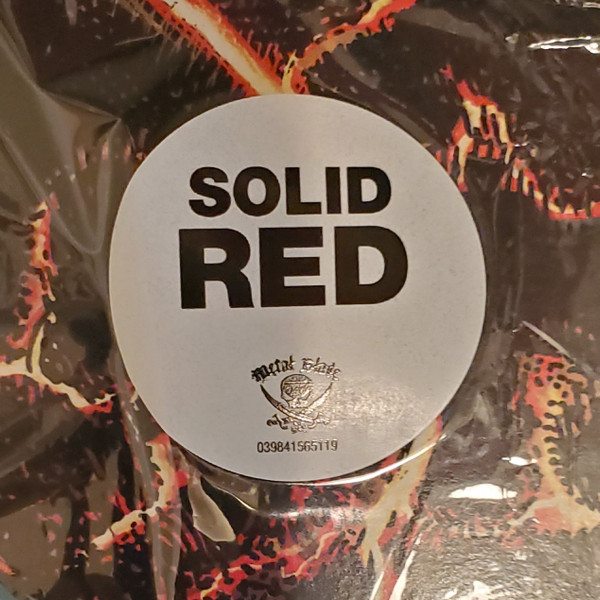 SOLID
RED
Metal Blade
039841565119